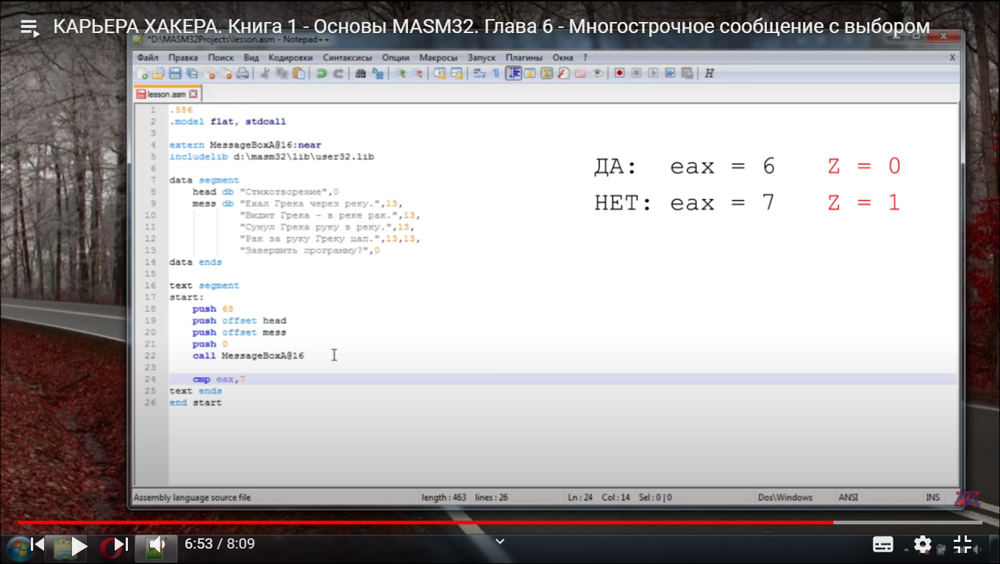 КАРЬЕРА ХАКЕРА. Книга 1 - Основы MASM32. Глава 6 - Многострочное сообщение с выбором
*D:\MASM32Projects\lesson.asm - Notepad++
Файл Правка Поиск Вид Кодировки Синтаксисы Опции Макросы Запуск Плагины Окна ? X
lesson.asm
1 .586
2 .model flat, stdcall
3
4 extern MessageBoxA@16:near
5 includelib d:\masm32\lib\user32.lib
6
7 data segment
8 head db "Стихотворение",0
9 mess db "Ехал Грека через реку.",13,
10 "Видит Грека - в реке рак.",13,
11 "Сунул Грека руку в реку.",13,
12 "Рак за руку Греку цап.",13,13,
13 "Завершить программу?",0
14 data ends
15
16 text segment
17 start:
18 push 68
19 push offset head
20 push offset mess
21 push 0
22 call MessageBoxA@16
23
24 cmp eax,7
25 text ends
26 end start
ДА: eax = 6 Z = 0
НЕТ: eax = 7 Z = 1
Assembly language source file length : 463 lines : 26 Ln : 24 Col : 14 Sel : 0 | 0 Dos\Windows ANSI INS
6:53 / 8:09